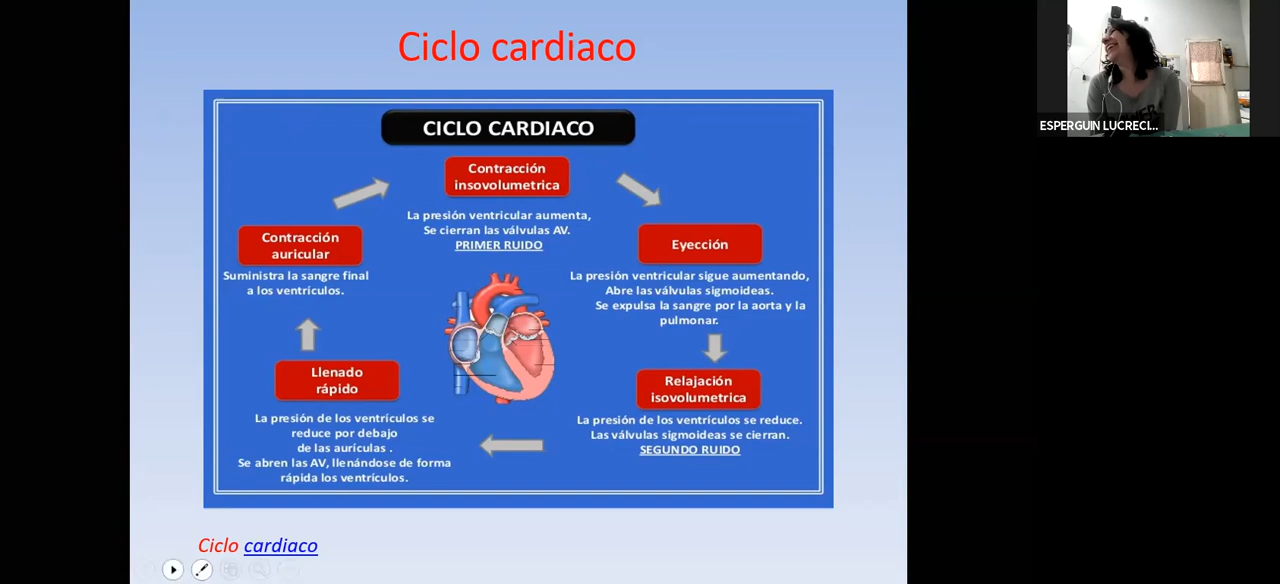 Ciclo cardiaco
CICLO CARDIACO
Contracción
insovolumetrica
La presión ventricular aumenta,
Se cierran las válvulas AV.
PRIMER RUIDO
Eyección
La presión ventricular sigue aumentando,
Abre las válvulas sigmoideas.
Se expulsa la sangre por la aorta y la
pulmonar.
Relajación
isovolumetrica
La presión de los ventrículos se reduce.
Las válvulas sigmoideas se cierran.
SEGUNDO RUIDO
Llenado
rápido
La presión de los ventrículos se
reduce por debajo
de las aurículas .
Se abren las AV, llenándose de forma
rápida los ventrículos.
Contracción
auricular
Suministra la sangre final
a los ventrículos.
Ciclo cardiaco
ESPERGUIN LUCRECI...